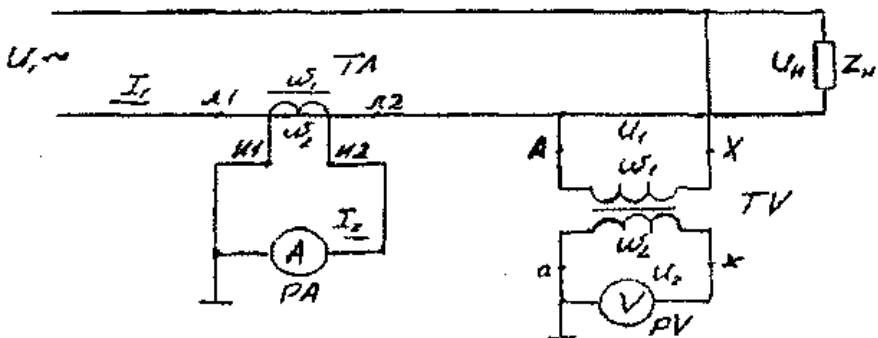 U₁~
I₁
Л1
TA
w₁
Л2
w₂
И1
И2
I₂
A
PA
Uн
Zн
A
U₁
X
w₁
TV
w₂
a
U₂
x
V
PV